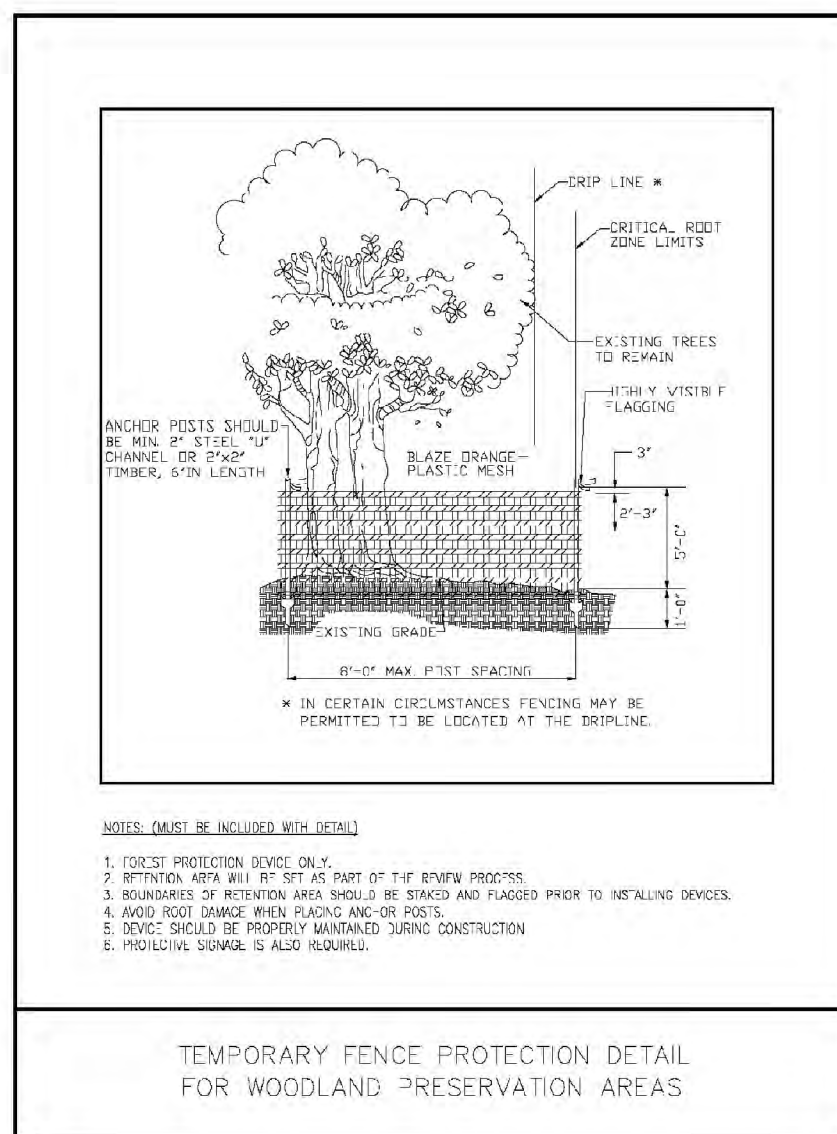 DRIP LINE *
CRITICAL ROOT
ZONE LIMITS
EXISTING TREES
TO REMAIN
HIGHLY VISIBLE
FLAGGING
ANCHOR POSTS SHOULD
BE MIN. 2" STEEL "U"
CHANNEL OR 2"x2"
TIMBER, 6'IN LENGTH
BLAZE ORANGE
PLASTIC MESH
3"
2'-3"
5'-0"
1'-0"
EXISTING GRADE
MAX. POST SPACING
* IN CERTAIN CIRCUMSTANCES FENCING MAY BE
PERMITTED TO BE LOCATED AT THE DRIPLINE.
NOTES: (MUST BE INCLUDED WITH DETAIL)
1. FOREST PROTECTION DEVICE ONLY.
2. RETENTION AREA WILL BE SET AS PART OF THE REVIEW PROCESS.
3. BOUNDARIES OF RETENTION AREA SHOULD BE STAKED AND FLAGGED PRIOR TO INSTALLING DEVICES.
4. AVOID ROOT DAMAGE WHEN PLACING ANCHOR POSTS.
5. DEVICE SHOULD BE PROPERLY MAINTAINED DURING CONSTRUCTION
6. PROTECTIVE SIGNAGE IS ALSO REQUIRED.
TEMPORARY FENCE PROTECTION DETAIL
FOR WOODLAND PRESERVATION AREAS